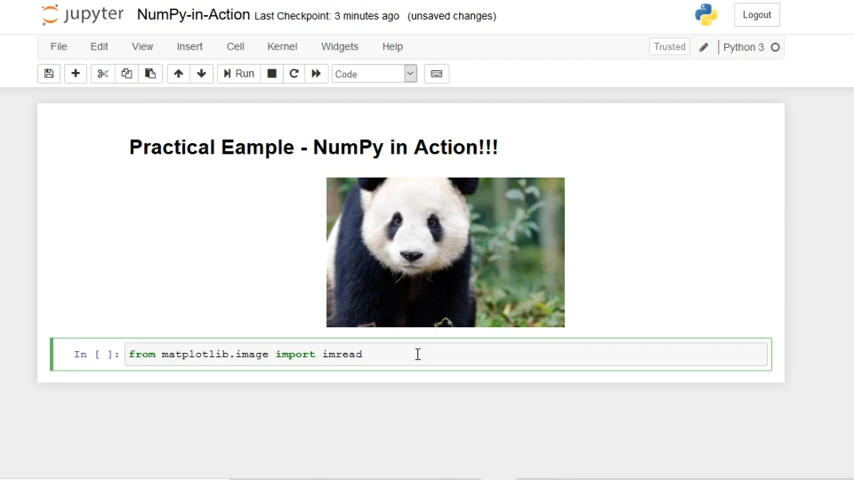 jupyter NumPy-in-Action Last Checkpoint: 3 minutes ago (unsaved changes)
Logout
File Edit View Insert Cell Kernel Widgets Help
Trusted Python 3
Run Code
Practical Eample - NumPy in Action!!!
In [ ]: from matplotlib.image import imread